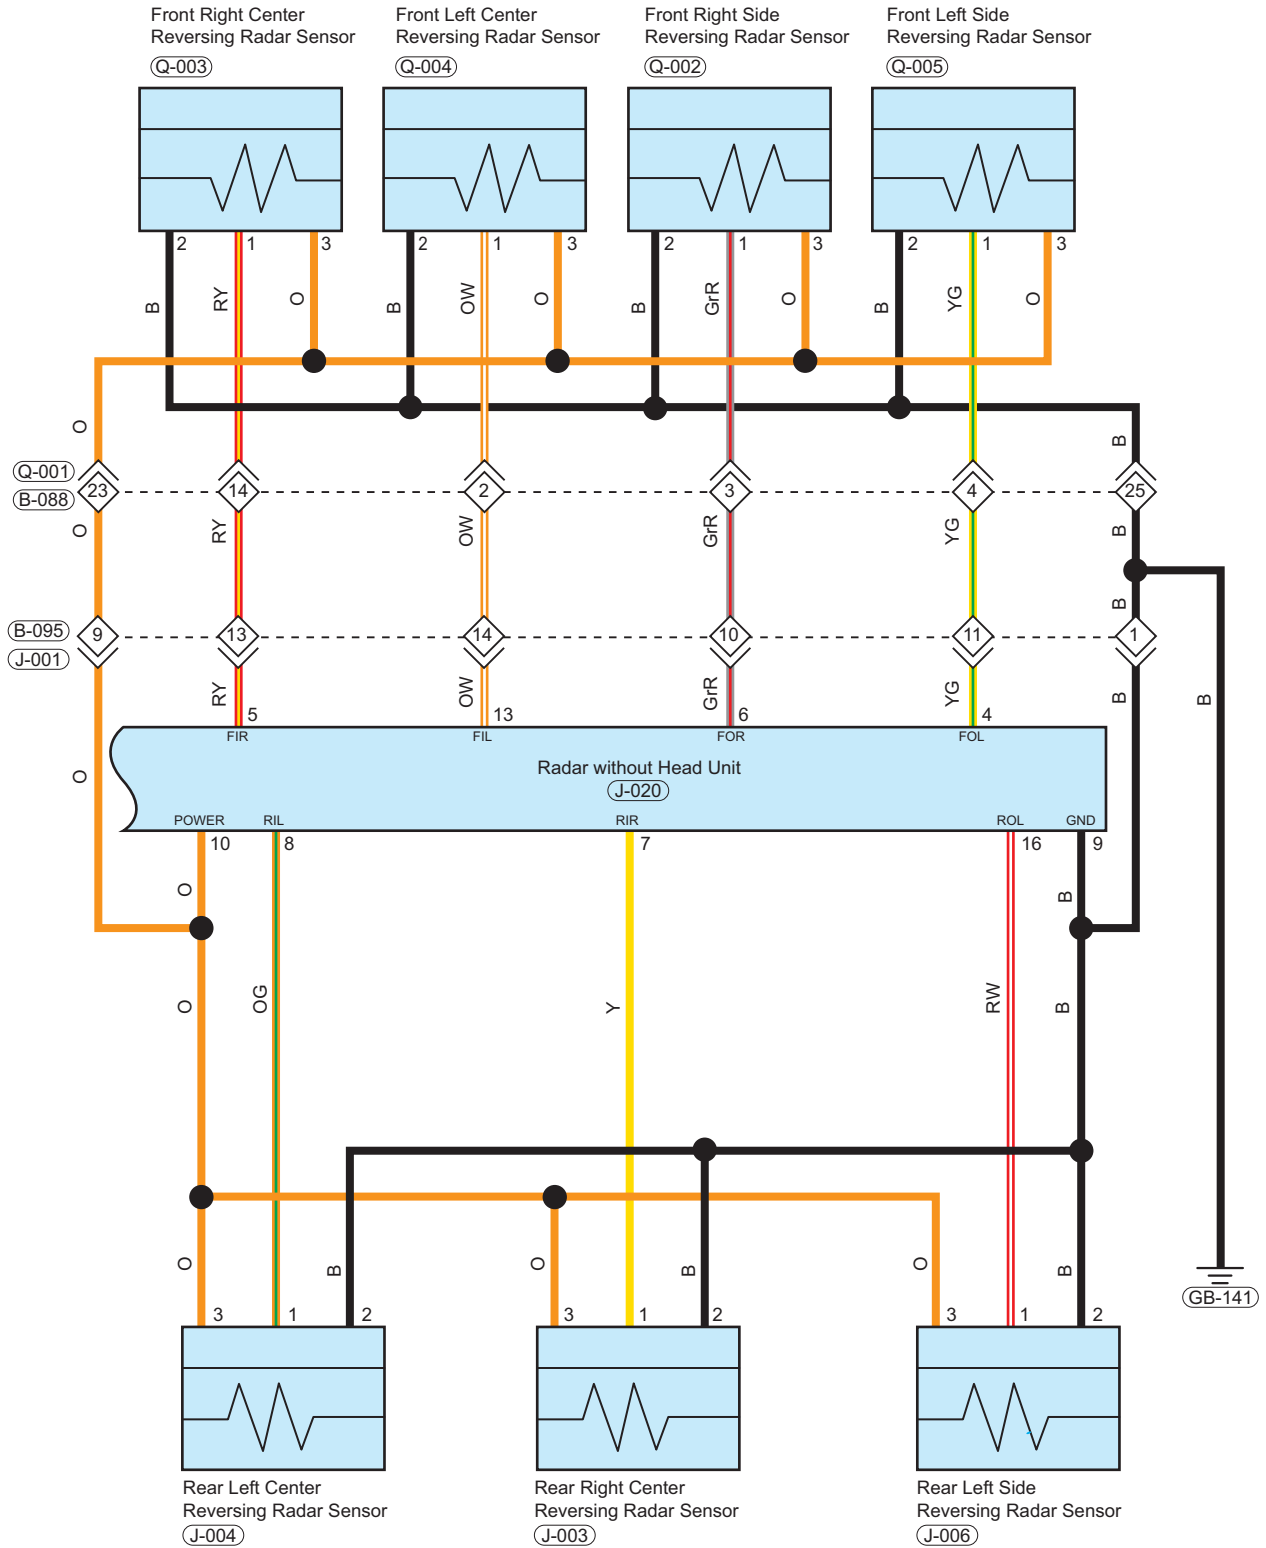 Front Right Center
Reversing Radar Sensor
Q-003
Front Left Center
Reversing Radar Sensor
Q-004
Front Right Side
Reversing Radar Sensor
Q-002
Front Left Side
Reversing Radar Sensor
Q-005
2 1 3 2 1 3 2 1 3 2 1 3
B RY O B OW O B GrR O B YG O
O B
Q-001
B-088
23 14 2 3 4 25
O RY OW GrR YG B
B
B-095
J-001
9 13 14 10 11 1
RY OW GrR YG B B
5 13 6 4
FIR FIL FOR FOL
Radar without Head Unit
J-020
O
POWER RIL RIR ROL GND
10 8 7 16 9
O B
O OG Y RW B
O B O B O B
3 1 2 3 1 2 3 1 2
GB-141
Rear Left Center
Reversing Radar Sensor
J-004
Rear Right Center
Reversing Radar Sensor
J-003
Rear Left Side
Reversing Radar Sensor
J-006